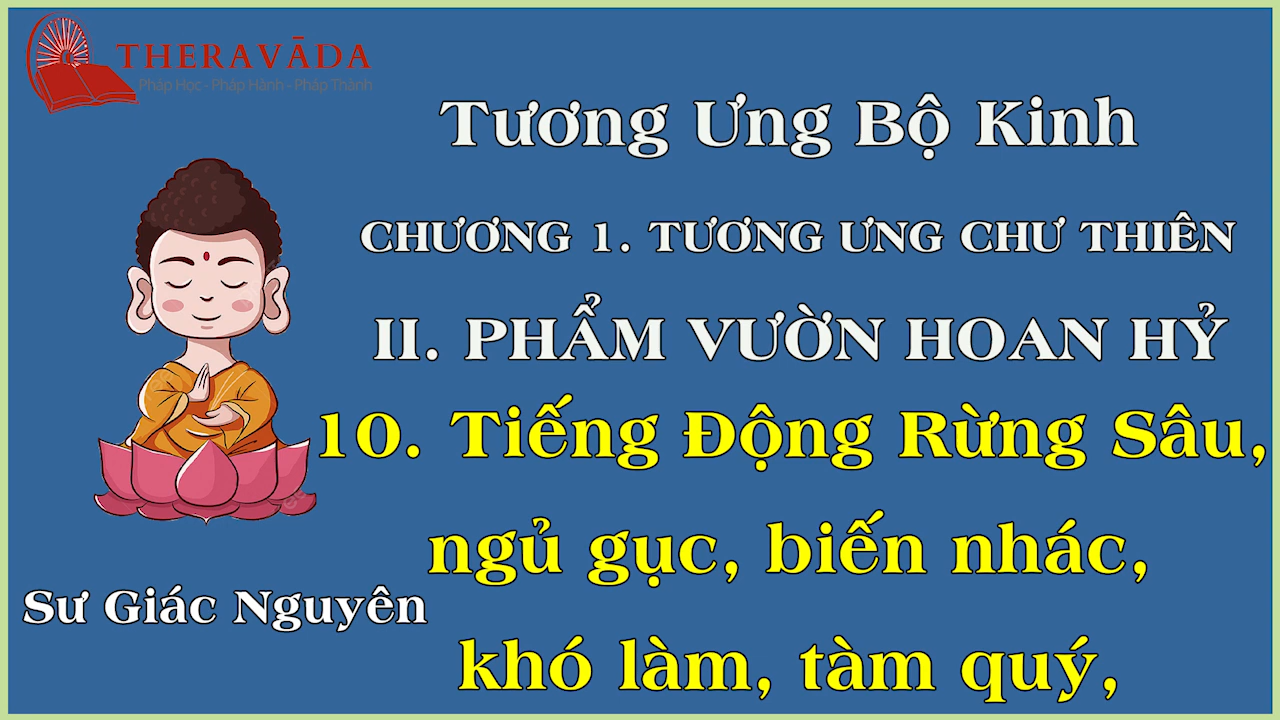 THERAVĀDA
Pháp Học - Pháp Hành - Pháp Thành
Tương Ưng Bộ Kinh
CHƯƠNG 1. TƯƠNG ƯNG CHƯ THIÊN
II. PHẨM VƯỜN HOAN HỶ
10. Tiếng Động Rừng Sâu,
ngủ gục, biến nhác,
khó làm, tàm quý,
Sư Giác Nguyên